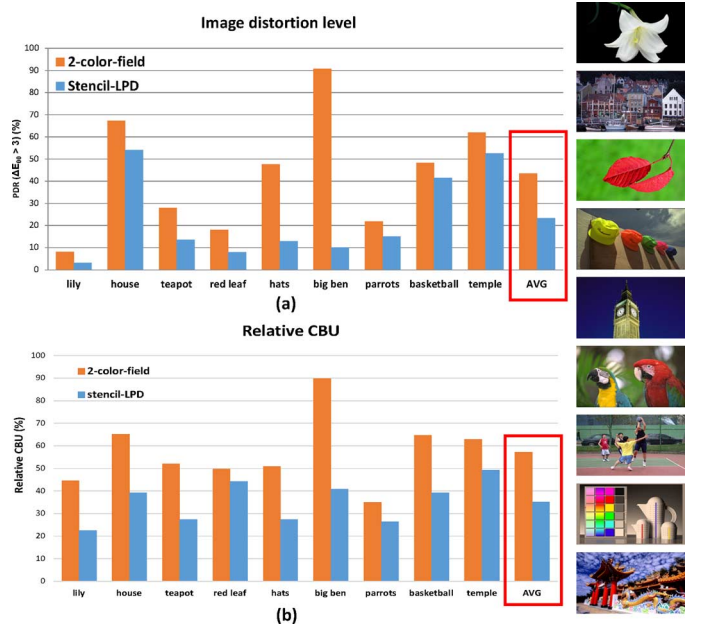 Image distortion level
2-color-field
Stencil-LPD
PDR (ΔE₀₀ > 3) (%)
100
90
80
70
60
50
40
30
20
10
0
lily house teapot red leaf hats big ben parrots basketball temple AVG
(a)
Relative CBU
2-color-field
stencil-LPD
Relative CBU (%)
100
90
80
70
60
50
40
30
20
10
0
lily house teapot red leaf hats big ben parrots basketball temple AVG
(b)